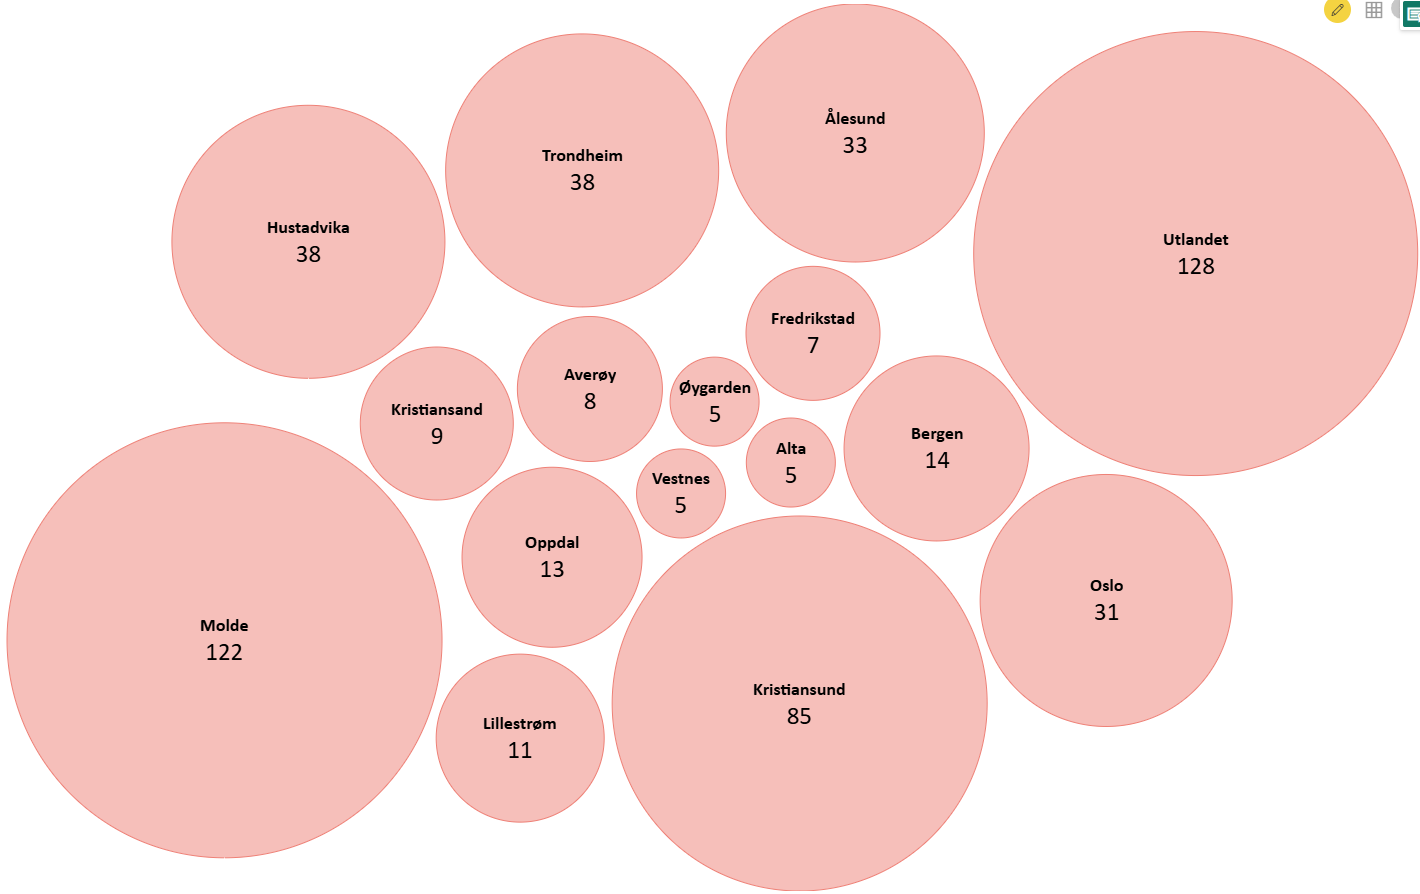 Ålesund
33
Trondheim
38
Hustadvika
38
Utlandet
128
Fredrikstad
7
Averøy
8
Øygarden
5
Kristiansand
9
Bergen
14
Alta
5
Vestnes
5
Oppdal
13
Oslo
31
Molde
122
Kristiansund
85
Lillestrøm
11